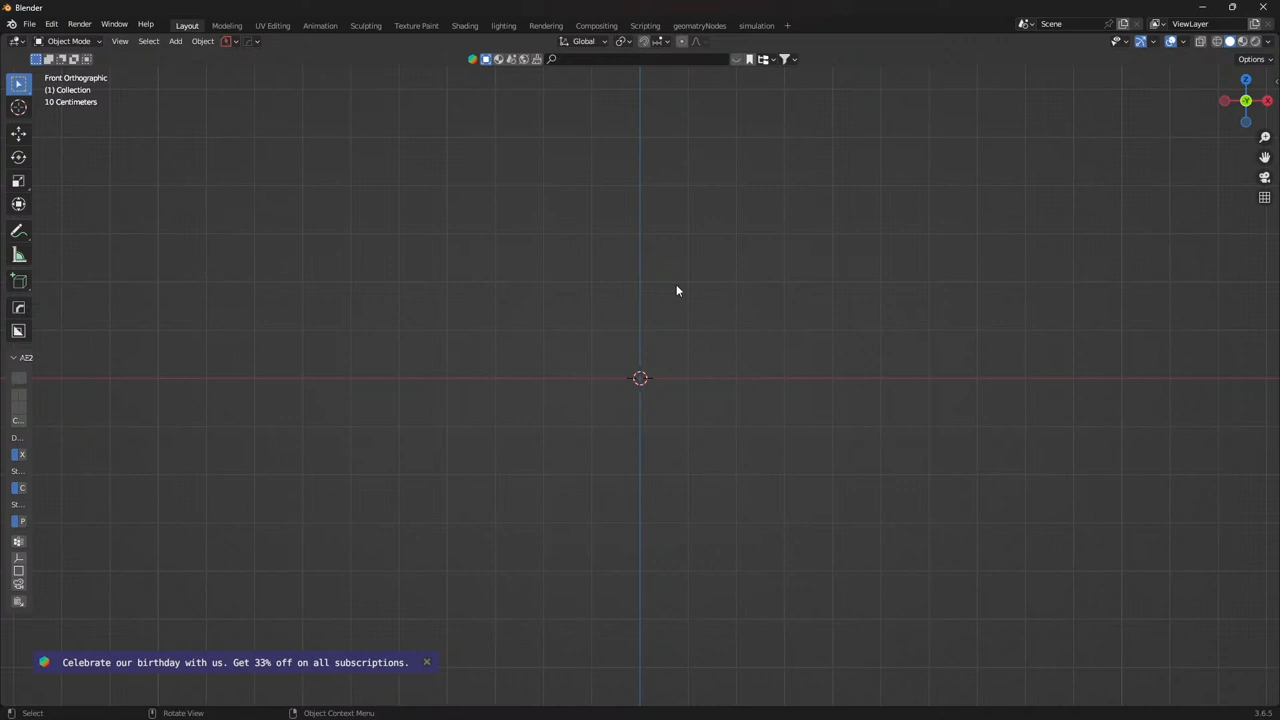 Blender
File Edit Render Window Help
Layout Modeling UV Editing Animation Sculpting Texture Paint Shading lighting Rendering Compositing Scripting geometryNodes simulation +
Scene
ViewLayer
Object Mode View Select Add Object
Global
Options
Front Orthographic
(1) Collection
10 Centimeters
Z
Y
X
AE2
C...
D...
X
St...
C
St...
P
Celebrate our birthday with us. Get 33% off on all subscriptions.
Select Rotate View Object Context Menu
3.6.5